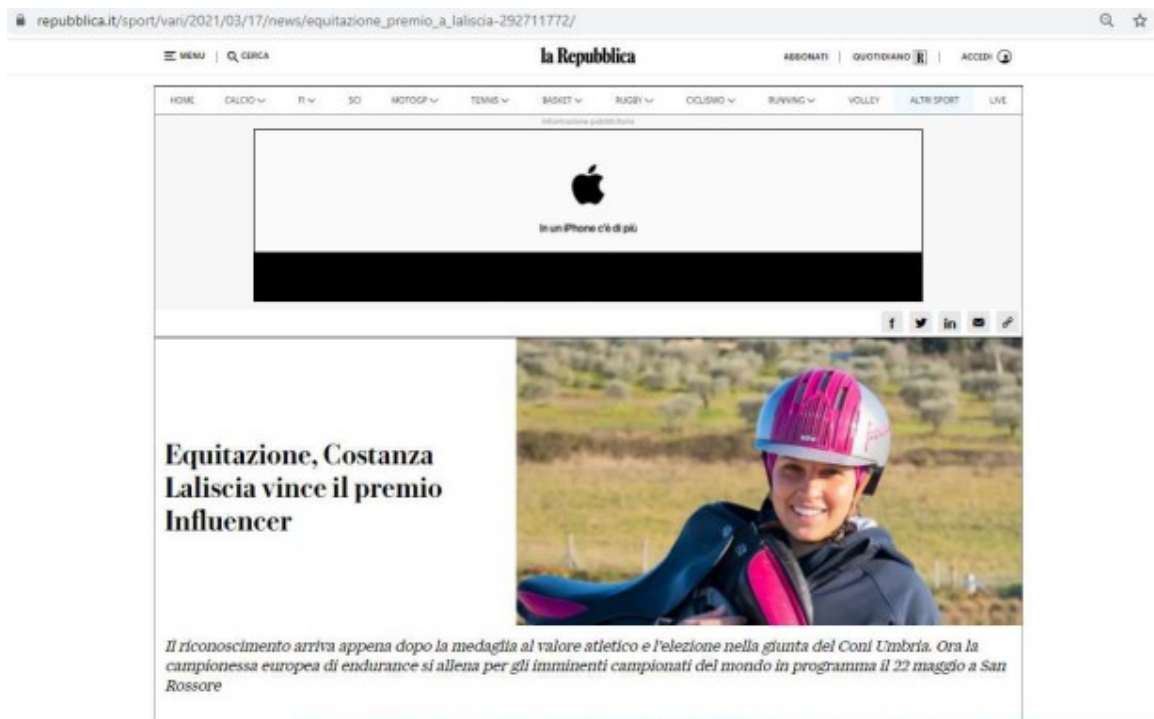 repubblica.it/sport/vari/2021/03/17/news/equitazione_premio_a_laliscia-292711772/
MENU | CERCA la Repubblica ABBONATI | QUOTIDIANO R | ACCEDI
HOME CALCIO F1 SCI MOTOGP TENNIS BASKET RUGBY CICLISMO RUNNING VOLLEY ALTRI SPORT LIVE
informazione pubblicitaria
In un iPhone c'è di più
Equitazione, Costanza
Laliscia vince il premio
Influencer
Il riconoscimento arriva appena dopo la medaglia al valore atletico e l'elezione nella giunta del Coni Umbria. Ora la
campionessa europea di endurance si allena per gli imminenti campionati del mondo in programma il 22 maggio a San
Rossore